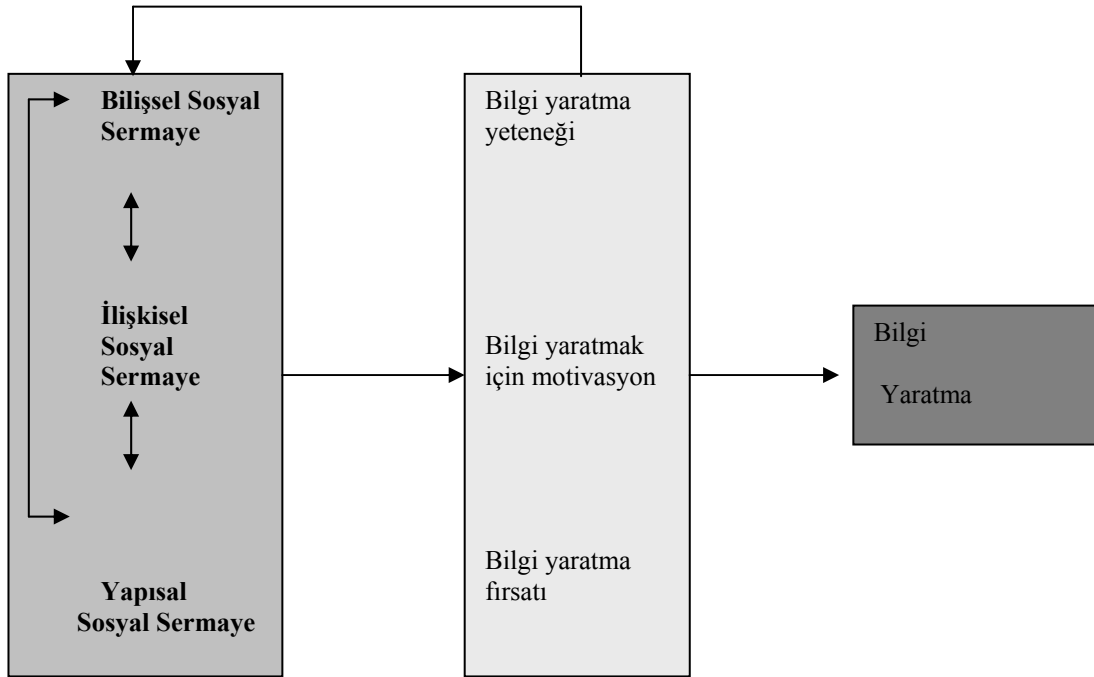 Bilişsel Sosyal
Sermaye
İlişkisel
Sosyal
Sermaye
Yapısal
Sosyal Sermaye
Bilgi yaratma
yeteneği
Bilgi yaratmak
için motivasyon
Bilgi yaratma
fırsatı
Bilgi
Yaratma